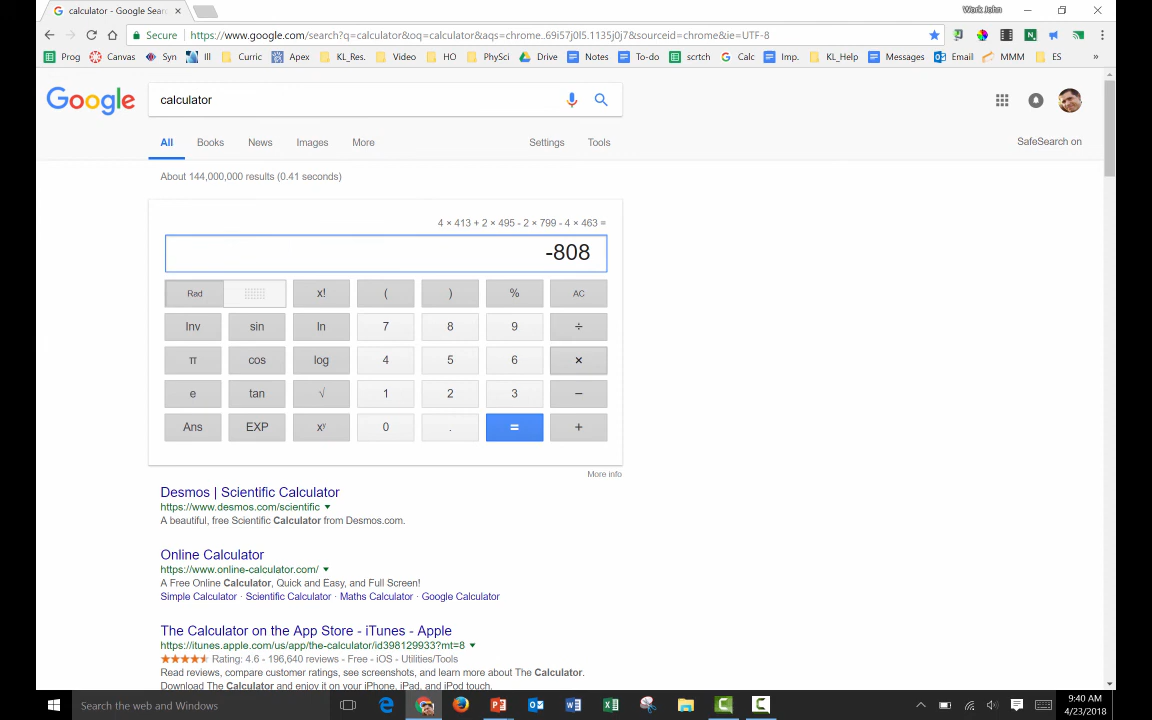 calculator - Google Sear
Work John
Secure https://www.google.com/search?q=calculator&oq=calculator&aqs=chrome..69i57j0l5.1135j0j7&sourceid=chrome&ie=UTF-8
Prog Canvas Syn Ill Curric Apex KL_Res. Video HO PhySci Drive Notes To-do scrtch Calc Imp. KL_Help Messages Email MMM ES »
Google calculator
All Books News Images More Settings Tools
SafeSearch on
About 144,000,000 results (0.41 seconds)
4 × 413 + 2 × 495 - 2 × 799 - 4 × 463 =
-808
Rad x! ( ) % AC
Inv sin ln 7 8 9 ÷
π cos log 4 5 6 ×
e tan √ 1 2 3 −
Ans EXP xʸ 0 . = +
More info
Desmos | Scientific Calculator
https://www.desmos.com/scientific
A beautiful, free Scientific Calculator from Desmos.com.
Online Calculator
https://www.online-calculator.com/
A Free Online Calculator, Quick and Easy, and Full Screen!
Simple Calculator · Scientific Calculator · Maths Calculator · Google Calculator
The Calculator on the App Store - iTunes - Apple
https://itunes.apple.com/us/app/the-calculator/id398129933?mt=8
Rating: 4.6 - 196,640 reviews - Free - iOS - Utilities/Tools
Read reviews, compare customer ratings, see screenshots, and learn more about The Calculator.
Download The Calculator and enjoy it on your iPhone, iPad, and iPod touch.
Search the web and Windows
9:40 AM
4/23/2018